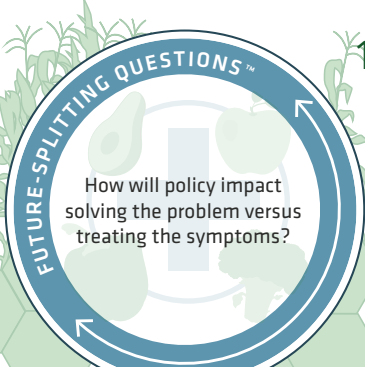 FUTURE-SPLITTING QUESTIONS™
How will policy impact
solving the problem versus
treating the symptoms?